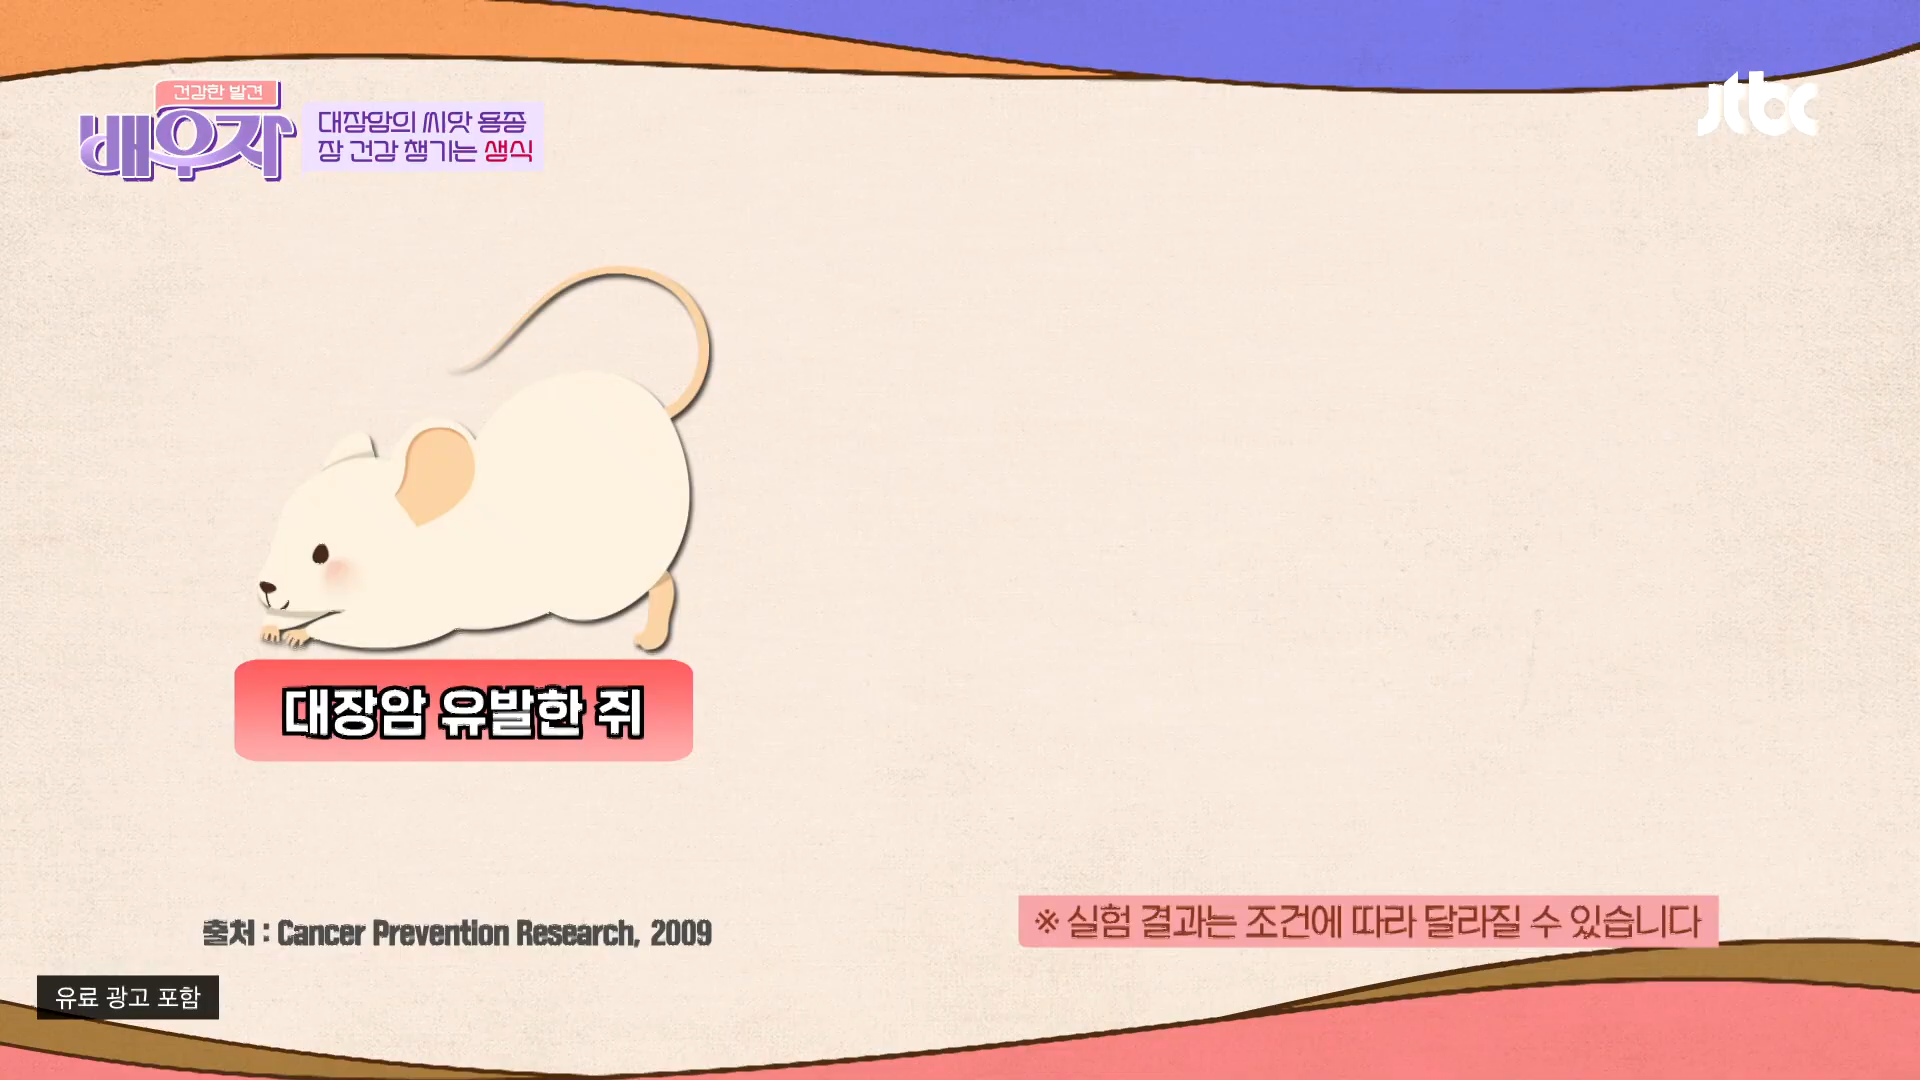 건강한 발견
배우자
대장암의 씨앗 용종
장 건강 챙기는 생식
jtbc
대장암 유발한 쥐
출처 : Cancer Prevention Research, 2009
※ 실험 결과는 조건에 따라 달라질 수 있습니다
유료 광고 포함